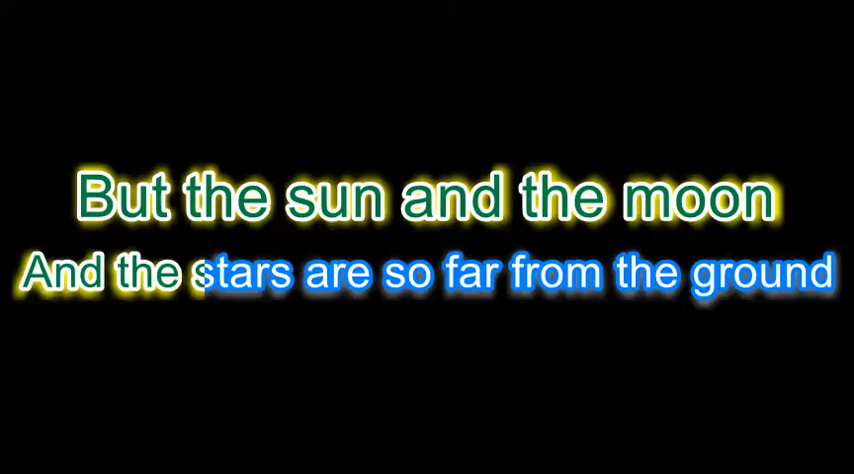 But the sun and the moon
And the stars are so far from the ground